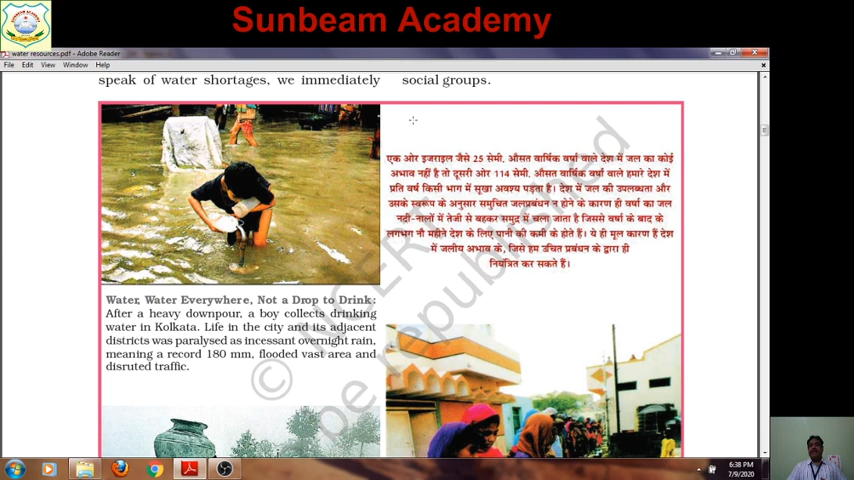 Sunbeam Academy
water resources.pdf - Adobe Reader
File Edit View Window Help
speak of water shortages, we immediately
social groups.
एक ओर इजराइल जैसे 25 सेमी. औसत वार्षिक वर्षा वाले देश में जल का कोई
अभाव नहीं है तो दूसरी ओर 114 सेमी. औसत वार्षिक वर्षा वाले हमारे देश में
प्रति वर्ष किसी भाग में सूखा अवश्य पड़ता है। देश में जल की उपलब्धता और
उसके स्वरूप के अनुसार समुचित जलप्रबंधन न होने के कारण ही वर्षा का जल
नदी-नालों में तेजी से बहकर समुद्र में चला जाता है जिससे वर्षा के बाद के
लगभग नौ महीने देश के लिए पानी की कमी के होते हैं। ये ही मूल कारण हैं देश
में जलीय अभाव के, जिसे हम उचित प्रबंधन के द्वारा ही
नियंत्रित कर सकते हैं।
Water, Water Everywhere, Not a Drop to Drink:
After a heavy downpour, a boy collects drinking
water in Kolkata. Life in the city and its adjacent
districts was paralysed as incessant overnight rain,
meaning a record 180 mm, flooded vast area and
disruted traffic.
© NCERT
be republished
6:38 PM
7/9/2020